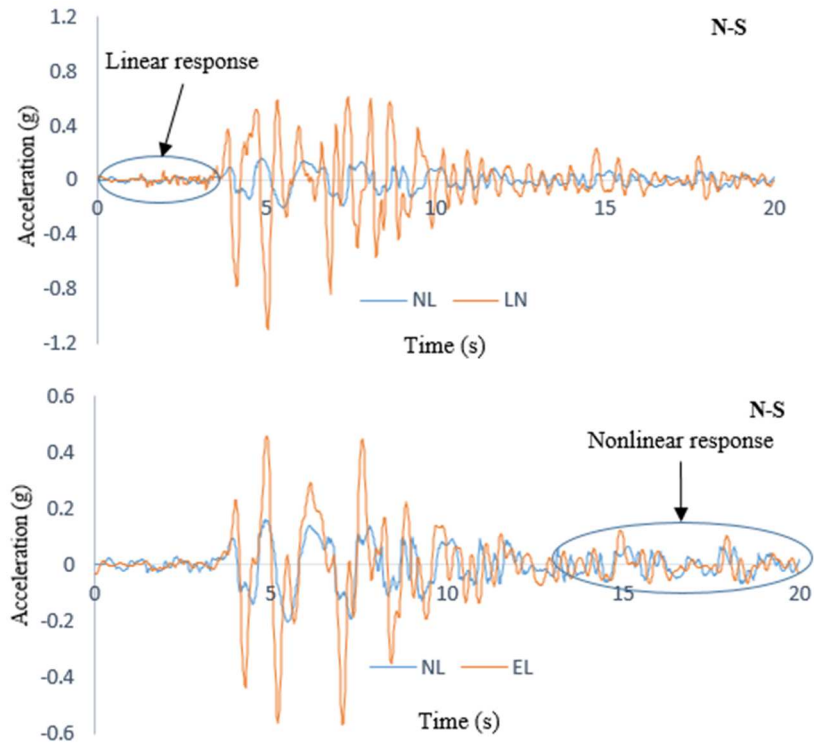 1.2
N-S
Linear response
0.8
0.4
Acceleration (g)
0
0 5 10 15 20
-0.4
-0.8
NL LN
-1.2
Time (s)
0.6
N-S
Nonlinear response
0.4
0.2
Acceleration (g)
0
0 5 10 15 20
-0.2
NL EL
-0.4
Time (s)
-0.6